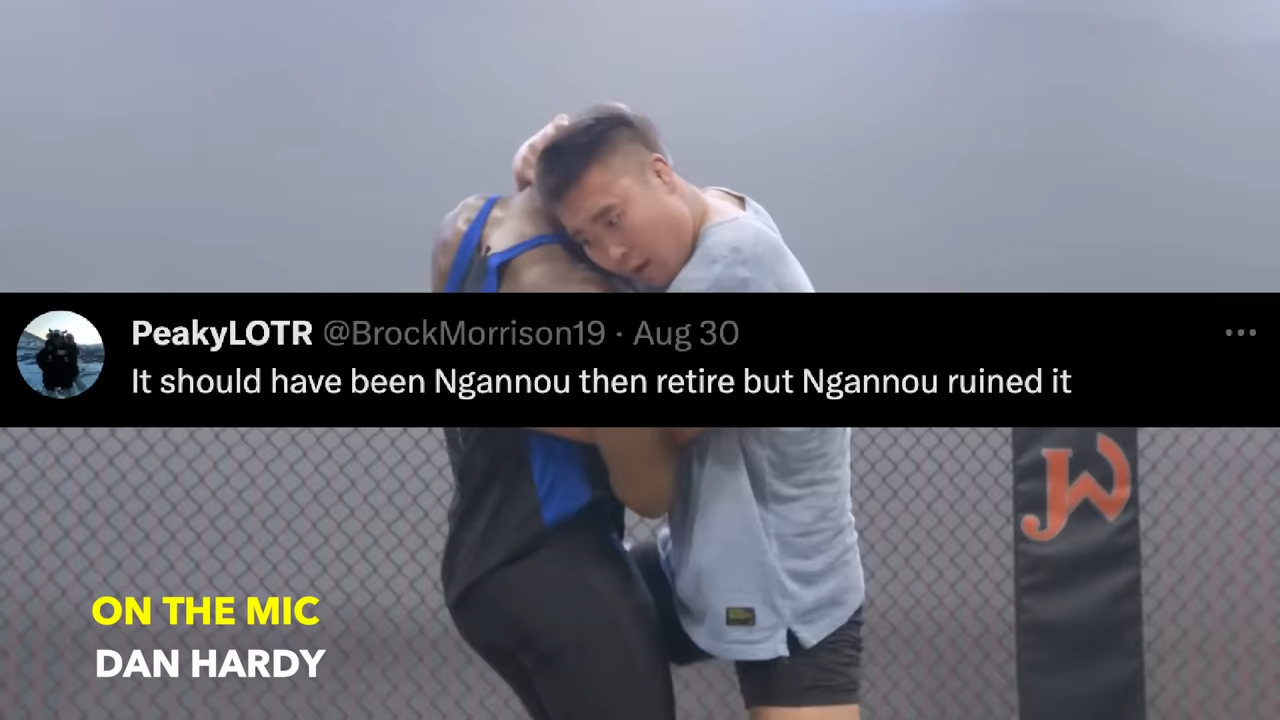 PeakyLOTR @BrockMorrison19 · Aug 30
It should have been Ngannou then retire but Ngannou ruined it
JW
ON THE MIC
DAN HARDY